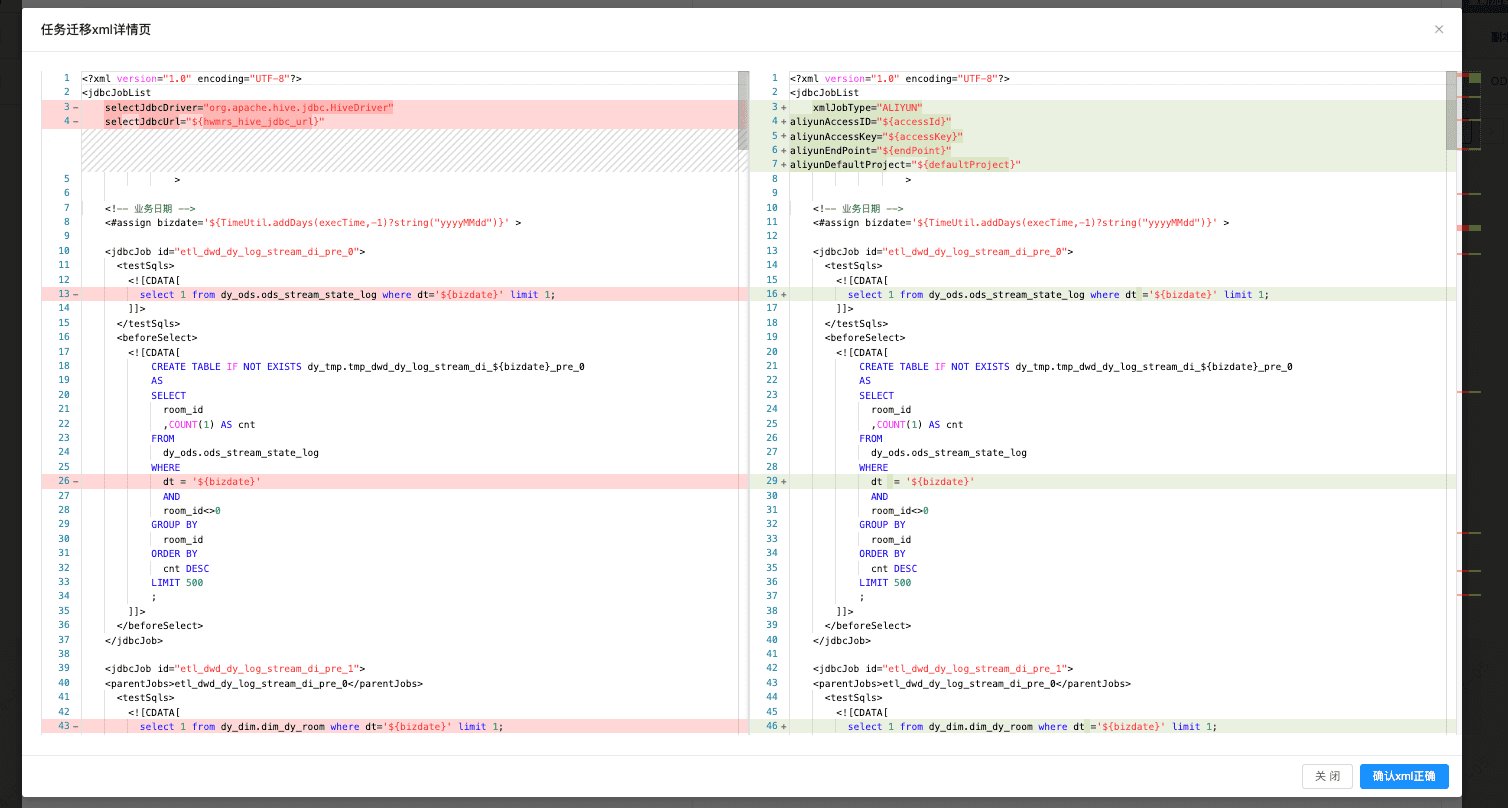 任务迁移xml详情页
1 <?xml version="1.0" encoding="UTF-8"?>
2 <jdbcJobList
3 − selectJdbcDriver="org.apache.hive.jdbc.HiveDriver"
4 − selectJdbcUrl="${hwmrs_hive_jdbc_url}"
5 >
6
7 <!-- 业务日期 -->
8 <#assign bizdate='${TimeUtil.addDays(execTime,-1)?string("yyyyMMdd")}' >
9
10 <jdbcJob id="etl_dwd_dy_log_stream_di_pre_0">
11 <testSqls>
12 <![CDATA[
13 − select 1 from dy_ods.ods_stream_state_log where dt='${bizdate}' limit 1;
14 ]]>
15 </testSqls>
16 <beforeSelect>
17 <![CDATA[
18 CREATE TABLE IF NOT EXISTS dy_tmp.tmp_dwd_dy_log_stream_di_${bizdate}_pre_0
19 AS
20 SELECT
21 room_id
22 ,COUNT(1) AS cnt
23 FROM
24 dy_ods.ods_stream_state_log
25 WHERE
26 − dt = '${bizdate}'
27 AND
28 room_id<>0
29 GROUP BY
30 room_id
31 ORDER BY
32 cnt DESC
33 LIMIT 500
34 ;
35 ]]>
36 </beforeSelect>
37 </jdbcJob>
38
39 <jdbcJob id="etl_dwd_dy_log_stream_di_pre_1">
40 <parentJobs>etl_dwd_dy_log_stream_di_pre_0</parentJobs>
41 <testSqls>
42 <![CDATA[
43 − select 1 from dy_dim.dim_dy_room where dt='${bizdate}' limit 1;
1 <?xml version="1.0" encoding="UTF-8"?>
2 <jdbcJobList
3 + xmlJobType="ALIYUN"
4 + aliyunAccessID="${accessId}"
5 + aliyunAccessKey="${accessKey}"
6 + aliyunEndPoint="${endPoint}"
7 + aliyunDefaultProject="${defaultProject}"
8 >
9
10 <!-- 业务日期 -->
11 <#assign bizdate='${TimeUtil.addDays(execTime,-1)?string("yyyyMMdd")}' >
12
13 <jdbcJob id="etl_dwd_dy_log_stream_di_pre_0">
14 <testSqls>
15 <![CDATA[
16 + select 1 from dy_ods.ods_stream_state_log where dt ='${bizdate}' limit 1;
17 ]]>
18 </testSqls>
19 <beforeSelect>
20 <![CDATA[
21 CREATE TABLE IF NOT EXISTS dy_tmp.tmp_dwd_dy_log_stream_di_${bizdate}_pre_0
22 AS
23 SELECT
24 room_id
25 ,COUNT(1) AS cnt
26 FROM
27 dy_ods.ods_stream_state_log
28 WHERE
29 + dt = '${bizdate}'
30 AND
31 room_id<>0
32 GROUP BY
33 room_id
34 ORDER BY
35 cnt DESC
36 LIMIT 500
37 ;
38 ]]>
39 </beforeSelect>
40 </jdbcJob>
41
42 <jdbcJob id="etl_dwd_dy_log_stream_di_pre_1">
43 <parentJobs>etl_dwd_dy_log_stream_di_pre_0</parentJobs>
44 <testSqls>
45 <![CDATA[
46 + select 1 from dy_dim.dim_dy_room where dt ='${bizdate}' limit 1;
关 闭
确认xml正确